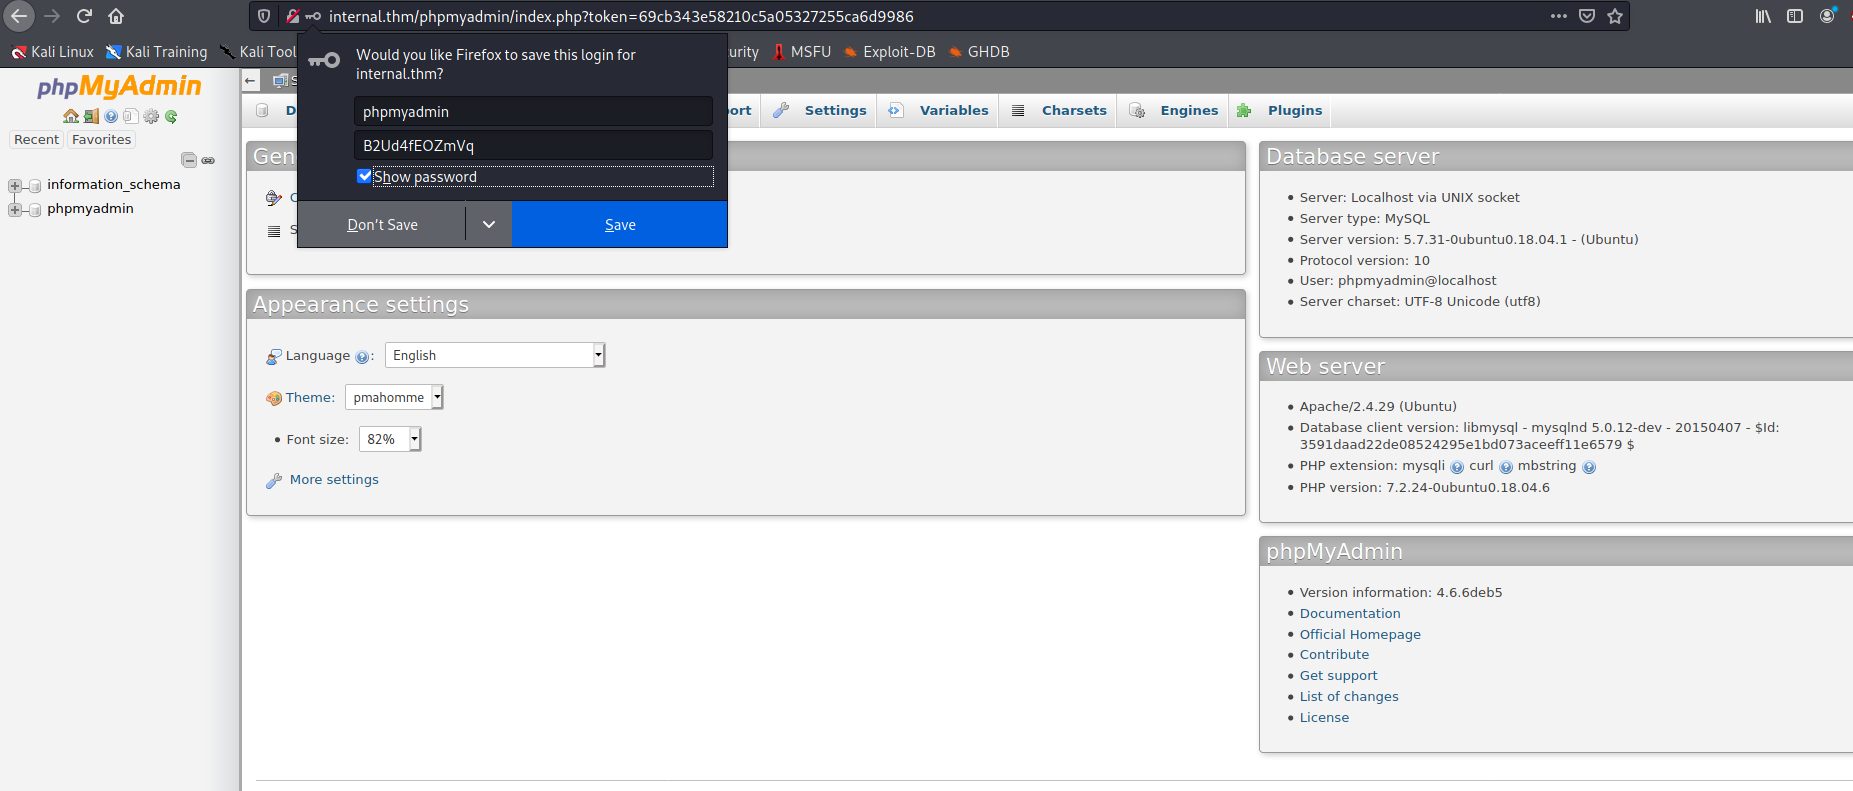 internal.thm/phpmyadmin/index.php?token=69cb343e58210c5a05327255ca6d9986
Kali Linux Kali Training Kali Tool urity MSFU Exploit-DB GHDB
Would you like Firefox to save this login for
internal.thm?
phpmyadmin
B2Ud4fEOZmVq
Show password
Don't Save Save
phpMyAdmin
Recent Favorites
information_schema
phpmyadmin
S
D ort Settings Variables Charsets Engines Plugins
Gen
C
S
Appearance settings
Language :
English
Theme: pmahomme
Font size: 82%
More settings
Database server
Server: Localhost via UNIX socket
Server type: MySQL
Server version: 5.7.31-0ubuntu0.18.04.1 - (Ubuntu)
Protocol version: 10
User: phpmyadmin@localhost
Server charset: UTF-8 Unicode (utf8)
Web server
Apache/2.4.29 (Ubuntu)
Database client version: libmysql - mysqlnd 5.0.12-dev - 20150407 - $Id:
3591daad22de08524295e1bd073aceeff11e6579 $
PHP extension: mysqli curl mbstring
PHP version: 7.2.24-0ubuntu0.18.04.6
phpMyAdmin
Version information: 4.6.6deb5
Documentation
Official Homepage
Contribute
Get support
List of changes
License